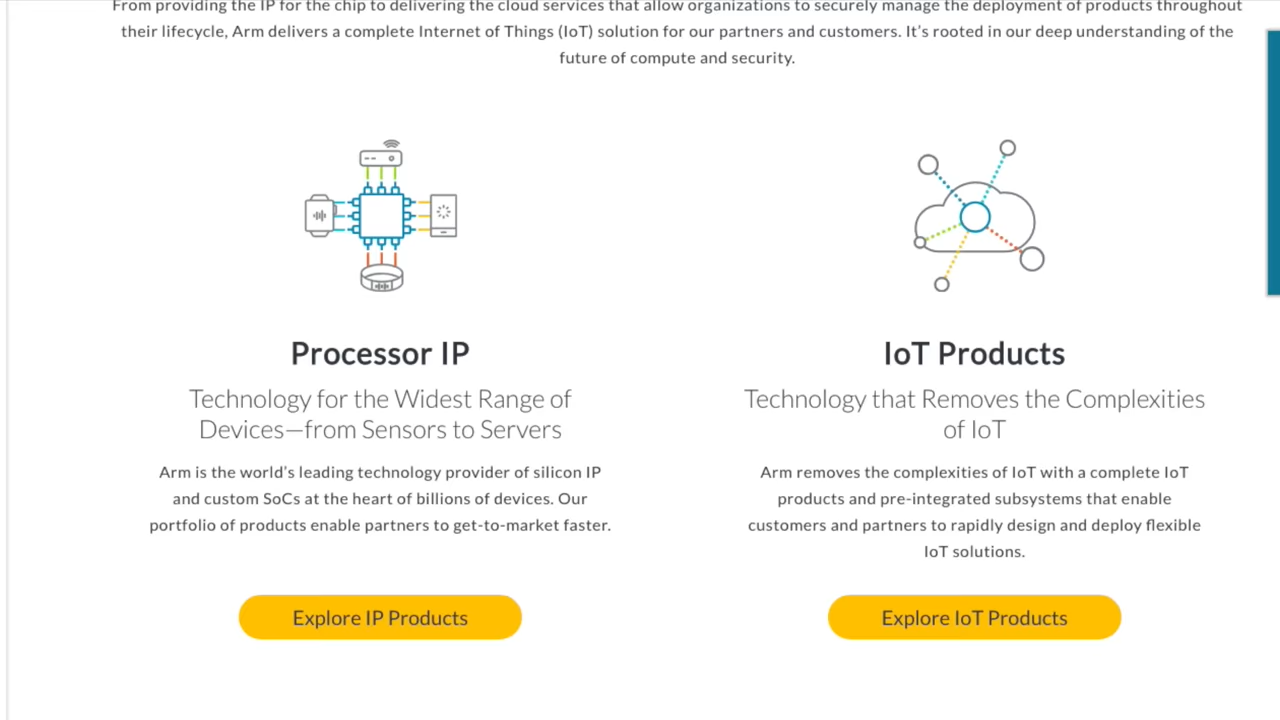 From providing the IP for the chip to delivering the cloud services that allow organizations to securely manage the deployment of products throughout
their lifecycle, Arm delivers a complete Internet of Things (IoT) solution for our partners and customers. It’s rooted in our deep understanding of the
future of compute and security.
Processor IP
Technology for the Widest Range of
Devices—from Sensors to Servers
Arm is the world’s leading technology provider of silicon IP
and custom SoCs at the heart of billions of devices. Our
portfolio of products enable partners to get-to-market faster.
Explore IP Products
IoT Products
Technology that Removes the Complexities
of IoT
Arm removes the complexities of IoT with a complete IoT
products and pre-integrated subsystems that enable
customers and partners to rapidly design and deploy flexible
IoT solutions.
Explore IoT Products